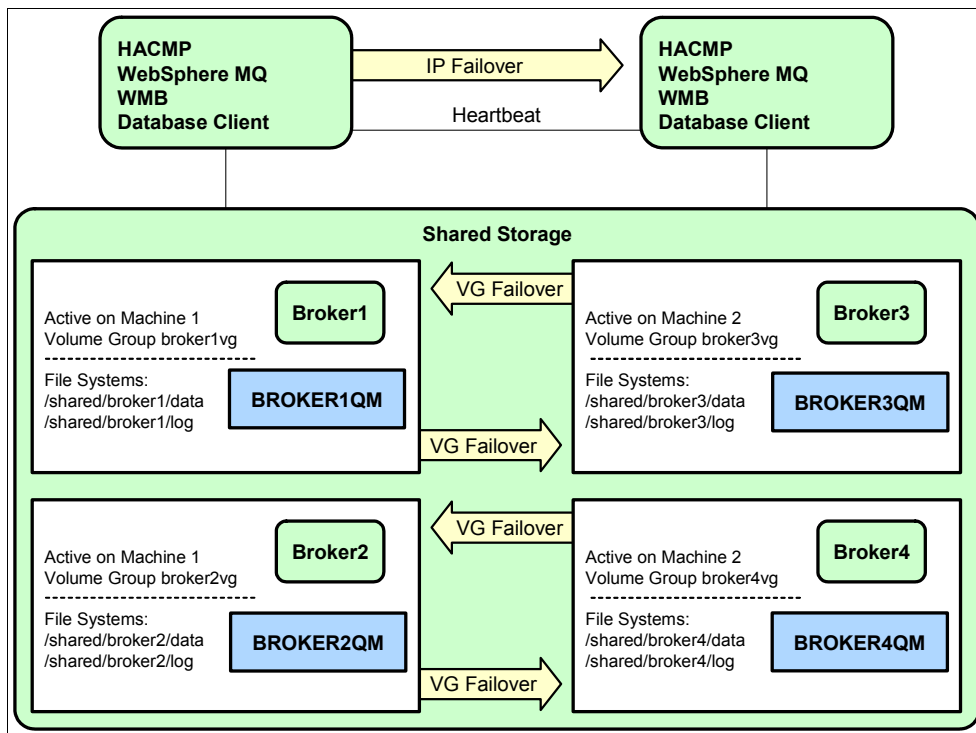 HACMP
WebSphere MQ
WMB
Database Client
IP Failover
Heartbeat
HACMP
WebSphere MQ
WMB
Database Client
Shared Storage
Active on Machine 1
Volume Group broker1vg
Broker1
File Systems:
/shared/broker1/data
/shared/broker1/log
BROKER1QM
VG Failover
VG Failover
Active on Machine 2
Volume Group broker3vg
Broker3
File Systems:
/shared/broker3/data
/shared/broker3/log
BROKER3QM
Active on Machine 1
Volume Group broker2vg
Broker2
File Systems:
/shared/broker2/data
/shared/broker2/log
BROKER2QM
VG Failover
VG Failover
Active on Machine 2
Volume Group broker4vg
Broker4
File Systems:
/shared/broker4/data
/shared/broker4/log
BROKER4QM